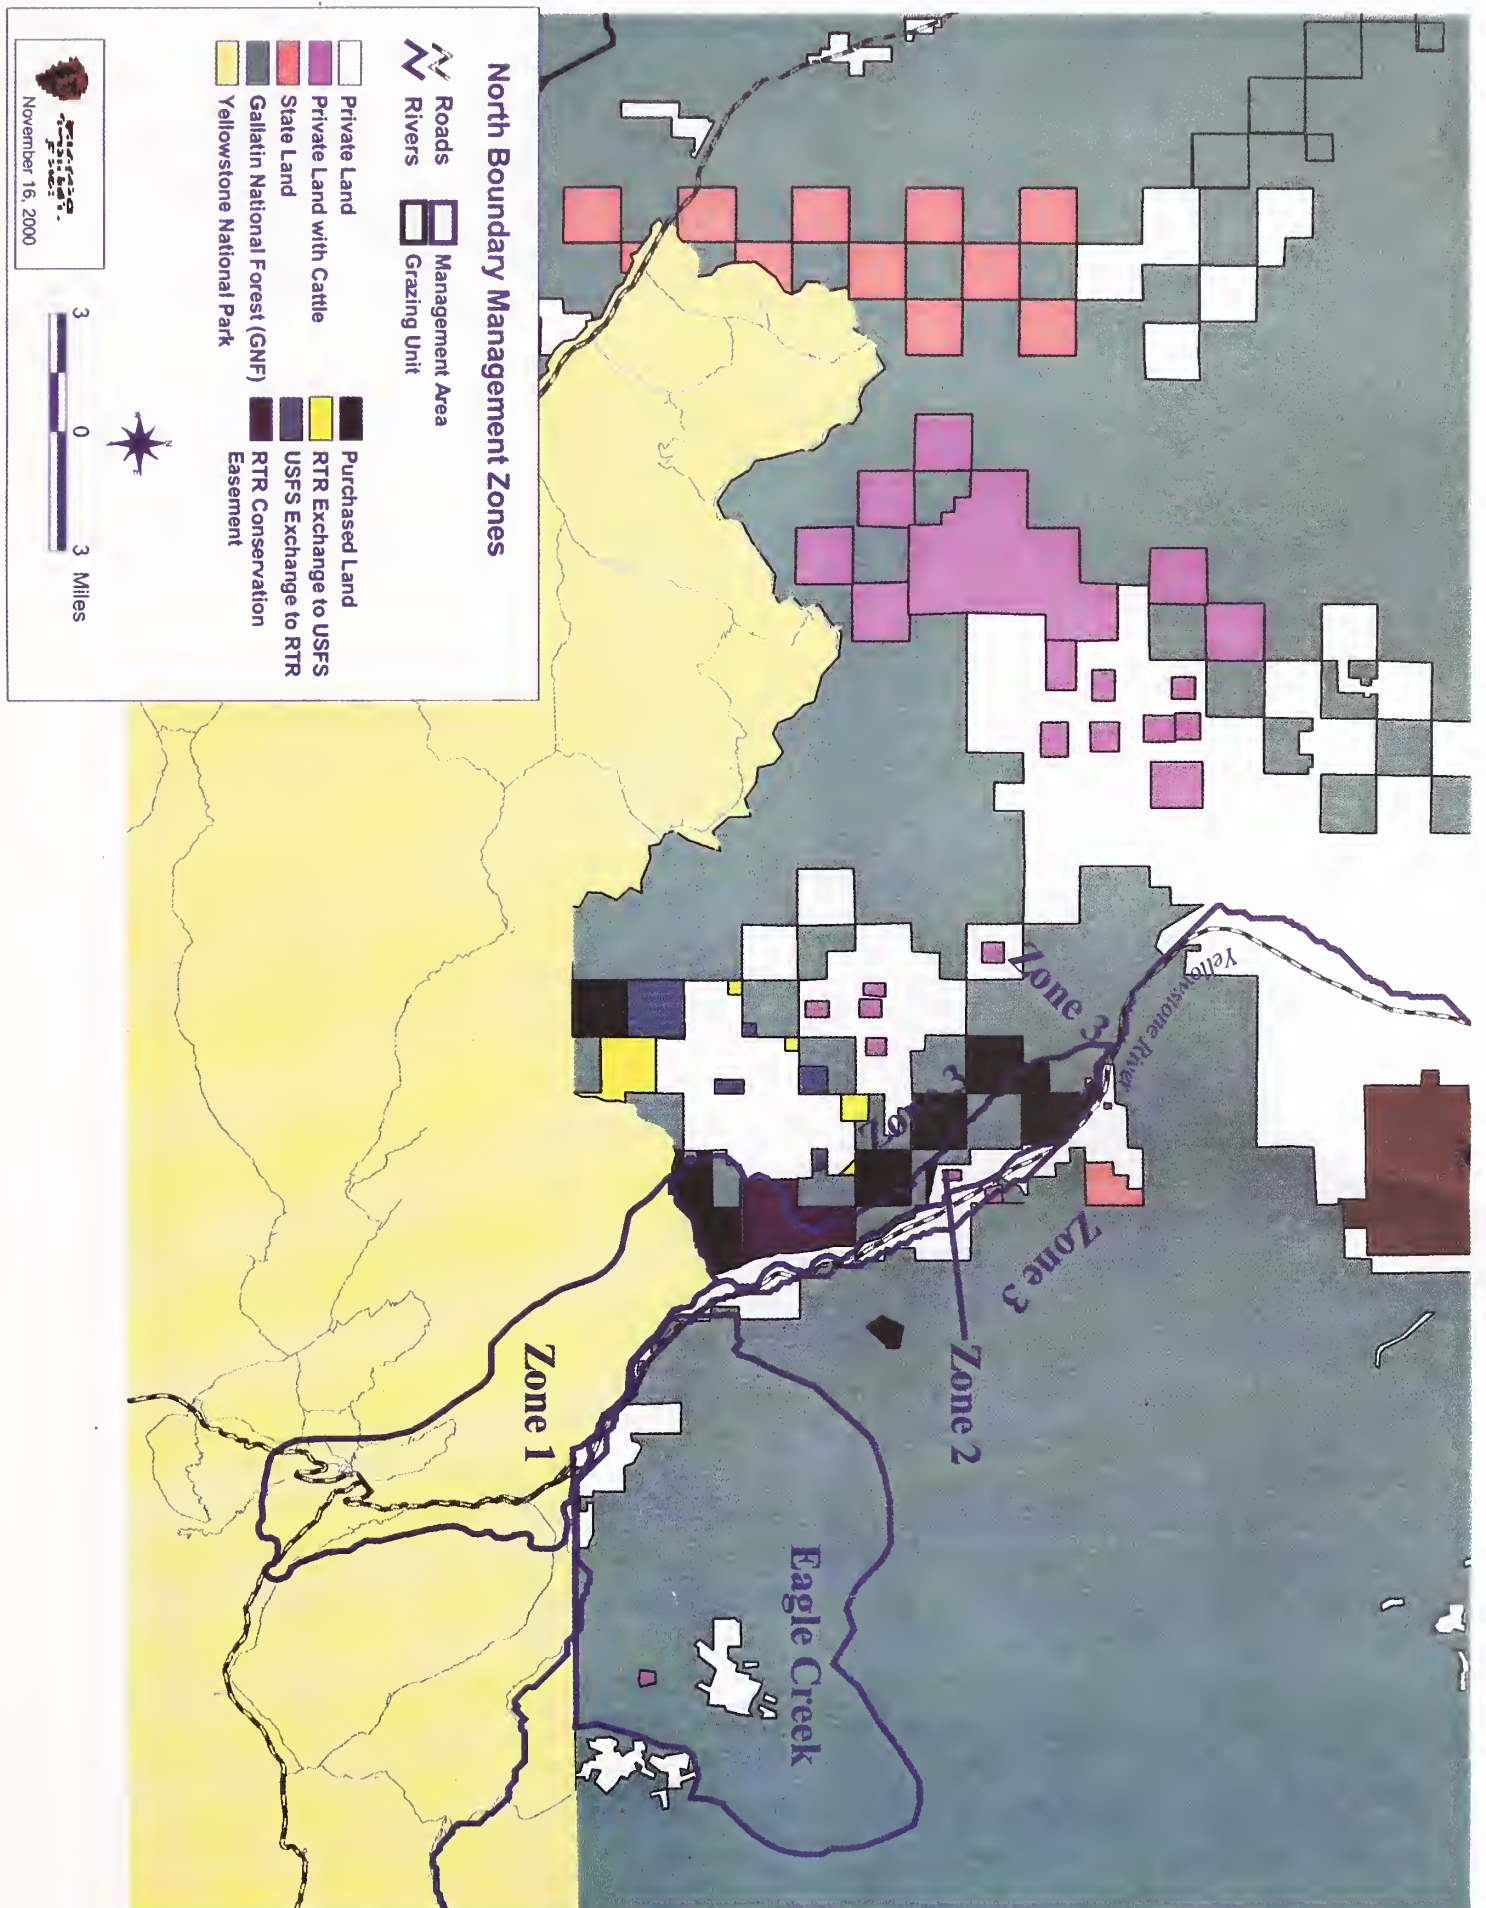 North Boundary Management Zones
Roads
Rivers
Management Area
Grazing Unit
Private Land
Private Land with Cattle
State Land
Gallatin National Forest (GNF)
Yellowstone National Park
Purchased Land
RTR Exchange to USFS
USFS Exchange to RTR
RTR Conservation
Easement
N
E
W
3 0 3 Miles
November 16, 2000
Yellowstone River
Zone 3
Zone 3
Zone 3
Zone 2
Zone 1
Eagle Creek